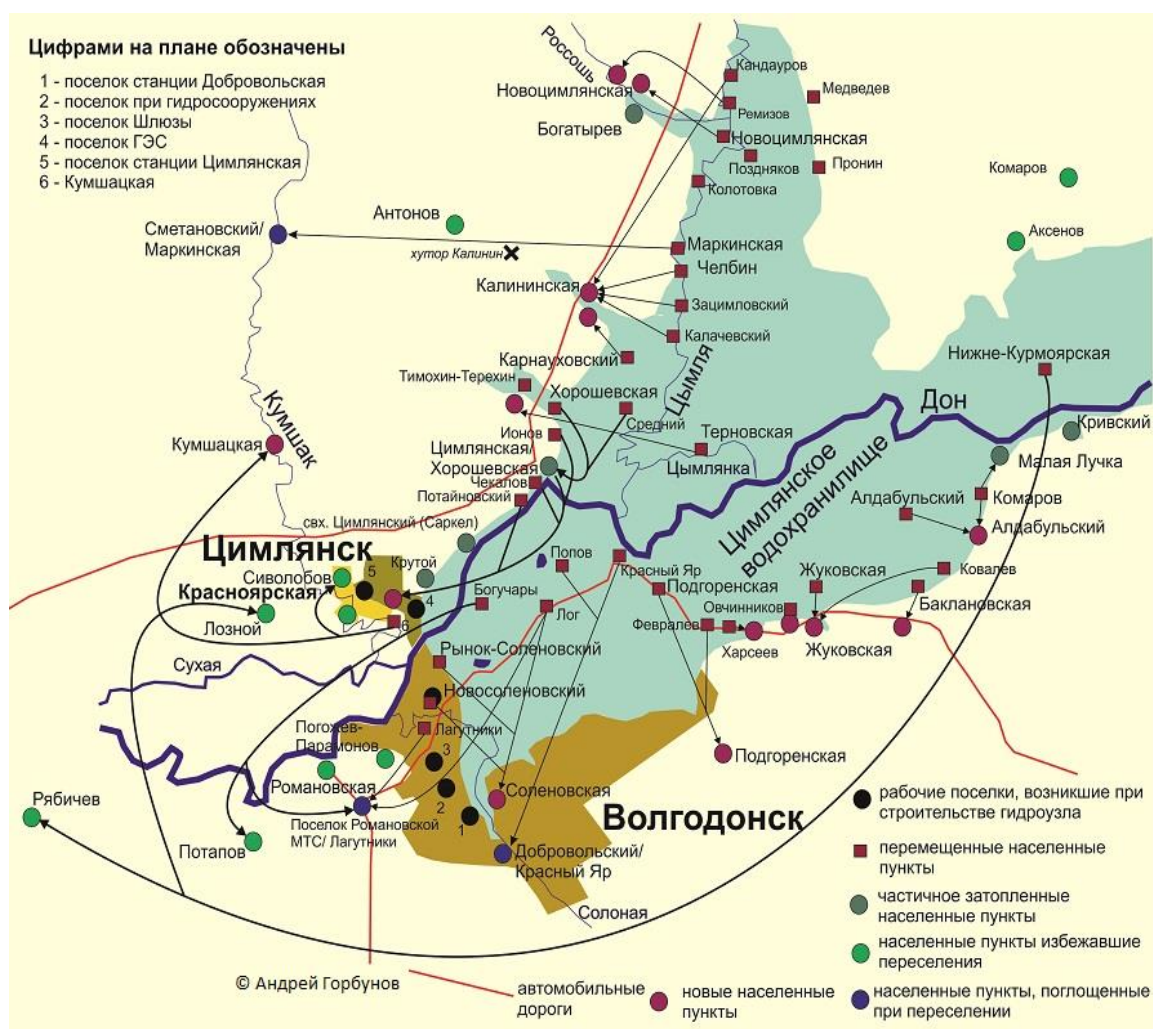 Цифрами на плане обозначены
1 - поселок станции Добровольская
2 - поселок при гидросооружениях
3 - поселок Шлюзы
4 - поселок ГЭС
5 - поселок станции Цимлянская
6 - Кумшацкая
Россошь
Новоцимлянская
Богатырев
Кандауров
Медведев
Ремизов
Новоцимлянская
Поздняков
Пронин
Колотовка
Комаров
Аксенов
Антонов
Сметановский/
Маркинская
хутор Калинин
Маркинская
Челбин
Калининская
Зацимловский
Калачевский
Карнауховский
Цымля
Нижне-Курмоярская
Тимохин-Терехин
Хорошевская
Средний
Дон
Кумшак
Кумшацкая
Ионов
Цимлянская/
Хорошевская
Терновская
Цымлянка
Чекалов
Потайновский
Кривский
Малая Лучка
Цимлянское
водохранилище
Алдабульский
Комаров
Алдабульский
свх. Цимлянский (Саркел)
Цимлянск
Сиволобов
5
Крутой
Попов
Красный Яр
Подгоренская
Жуковская
Ковалев
Красноярская
4
Богучары
Лог
Овчинников
Баклановская
Лозной
6
Февралев
Харсеев
Жуковская
Сухая
Рынок-Соленовский
Новосоленовский
Погожев-
Парамонов
Лагутники
3
Подгоренская
Романовская
2
Соленовская
Рябичев
Поселок Романовской
МТС/ Лагутники
1
Волгодонск
Потапов
Добровольский/
Красный Яр
Солоная
рабочие поселки, возникшие при
строительстве гидроузла
перемещенные населенные
пункты
частичное затопленные
населенные пункты
населенные пункты избежавшие
переселения
© Андрей Горбунов
автомобильные
дороги
новые населенные
пункты
населенные пункты, поглощенные
при переселении